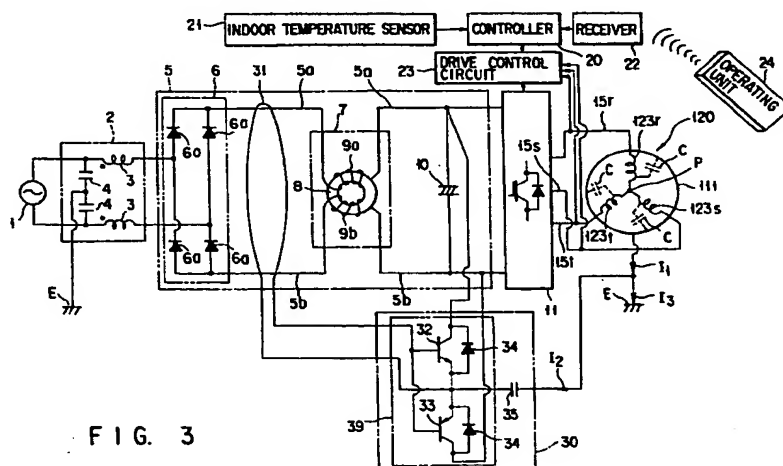 21
INDOOR TEMPERATURE SENSOR
CONTROLLER
RECEIVER
20
22
23
DRIVE CONTROL CIRCUIT
OPERATING UNIT
24
5
6
31
5a
7
5a
15r
123r
120
2
6a
6a
9a
C
P
3
8
10
15s
C
111
4
1
4
3
9b
123s
123t
C
6a
6a
15t
I1
E
5b
5b
11
E
I3
32
34
I2
33
35
39
34
30
FIG. 3